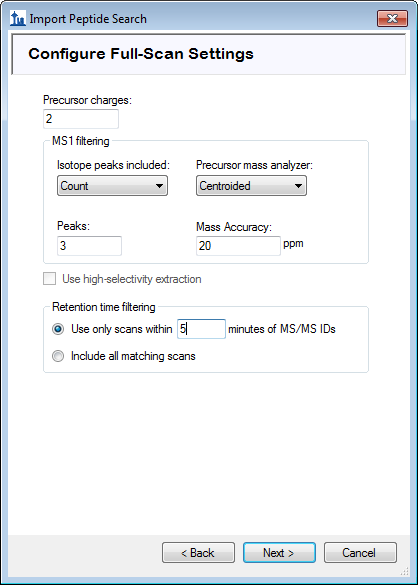 Import Peptide Search
Configure Full-Scan Settings
Precursor charges:
2
MS1 filtering
Isotope peaks included: Precursor mass analyzer:
Count Centroided
Peaks: Mass Accuracy:
3 20 ppm
Use high-selectivity extraction
Retention time filtering
Use only scans within 5 minutes of MS/MS IDs
Include all matching scans
< Back Next > Cancel